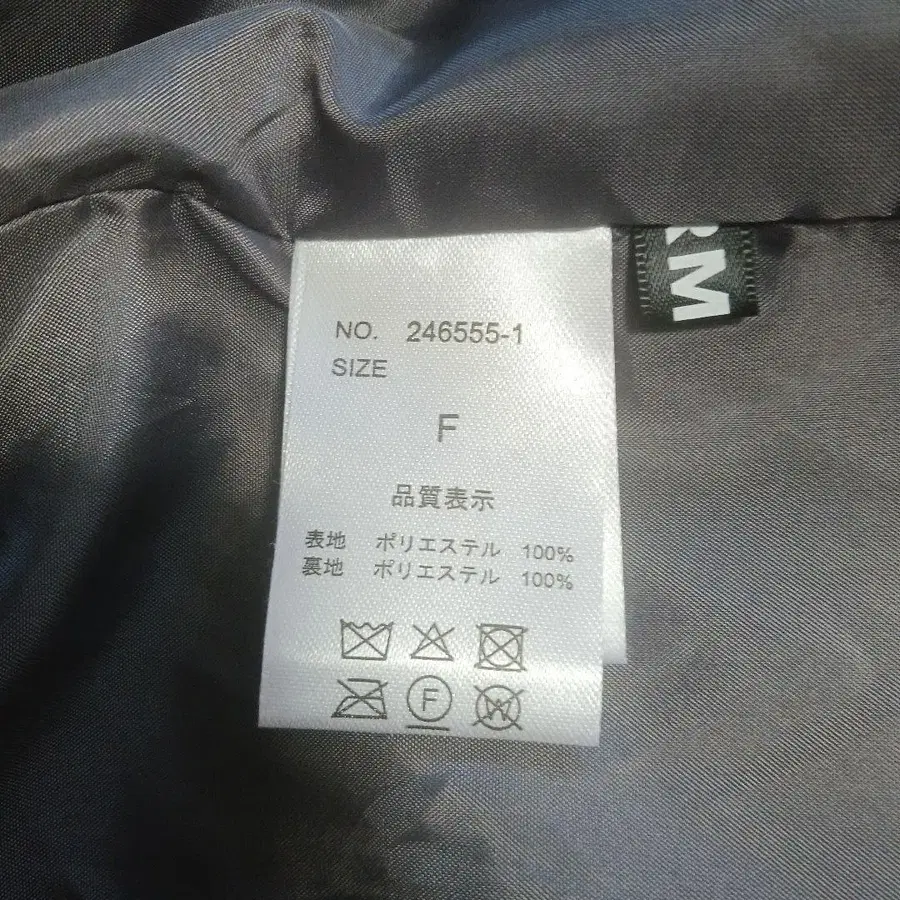 NO. 246555-1
SIZE
F
品質表示
表地 ポリエステル 100%
裏地 ポリエステル 100%
F
W
RM